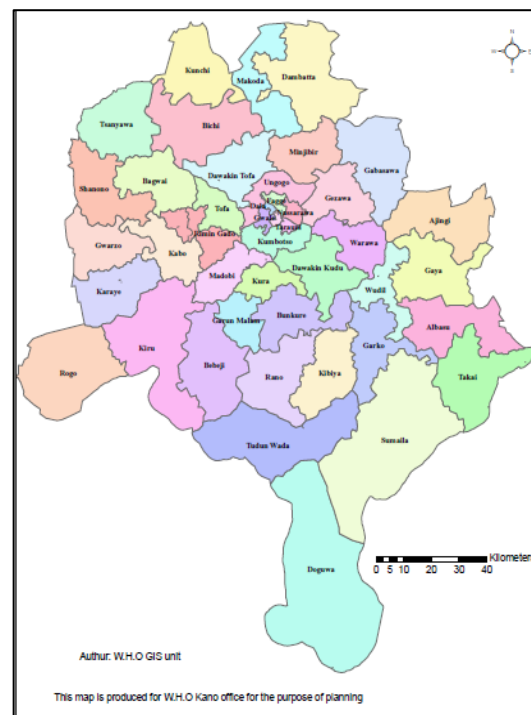 N
Kunchi
Makoda
Dambatta
Tsanyawa
Bichi
Minjibir
Gabasawa
Shanono
Bagwai
Dawakin Tofa
Ungogo
Gezawa
Ajingi
Tofa
Fagge
Dala
Nassarawa
Gwale
Tarauni
Rimin Gado
Gwarzo
Kabo
Kumbotso
Warawa
Gaya
Madobi
Dawakin Kudu
Karaye
Kura
Wudil
Garun Mallam
Bunkure
Albasu
Kiru
Garko
Rogo
Bebeji
Rano
Kibiya
Takai
Tudun Wada
Sumaila
Doguwa
Kilometers
0 5 10 20 30 40
Authur: W.H.O GIS unit
This map is produced for W.H.O Kano office for the purpose of planning